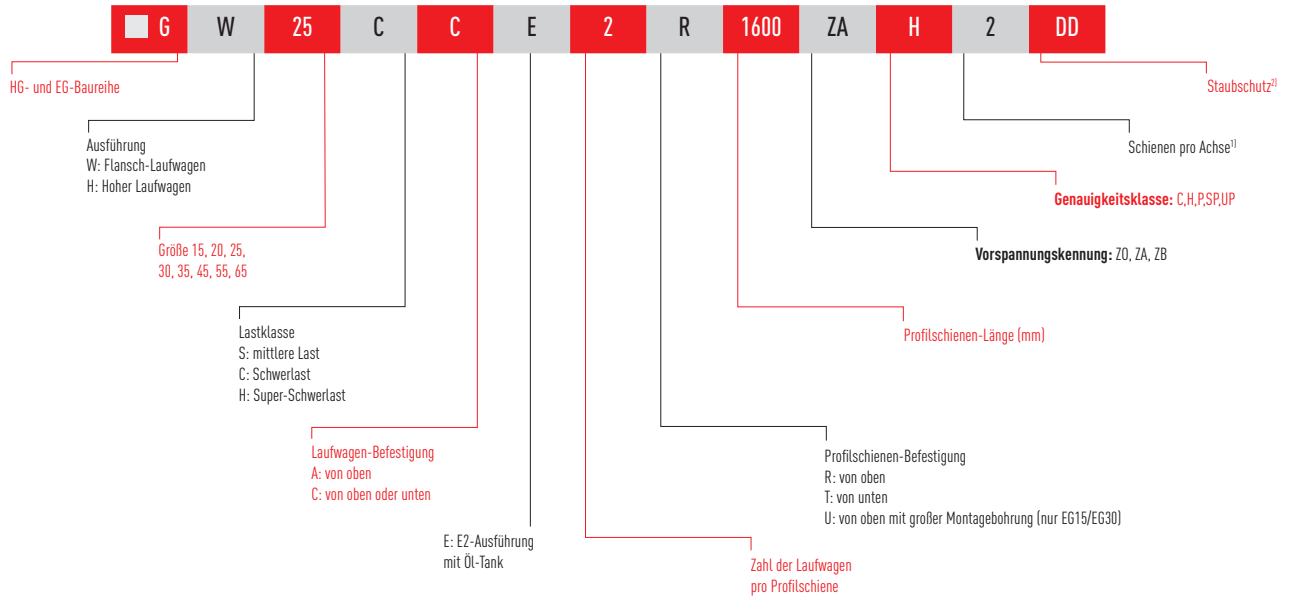 G W 25 C C E 2 R 1600 ZA H 2 DD
HG- und EG-Baureihe
Staubschutz²⁾
Ausführung
W: Flansch-Laufwagen
H: Hoher Laufwagen
Schienen pro Achse¹⁾
Genauigkeitsklasse: C,H,P,SP,UP
Größe 15, 20, 25,
30, 35, 45, 55, 65
Vorspannungskennung: Z0, ZA, ZB
Lastklasse
S: mittlere Last
C: Schwerlast
H: Super-Schwerlast
Profilschienen-Länge (mm)
Laufwagen-Befestigung
A: von oben
C: von oben oder unten
Profilschienen-Befestigung
R: von oben
T: von unten
U: von oben mit großer Montagebohrung (nur EG15/EG30)
E: E2-Ausführung
mit Öl-Tank
Zahl der Laufwagen
pro Profilschiene